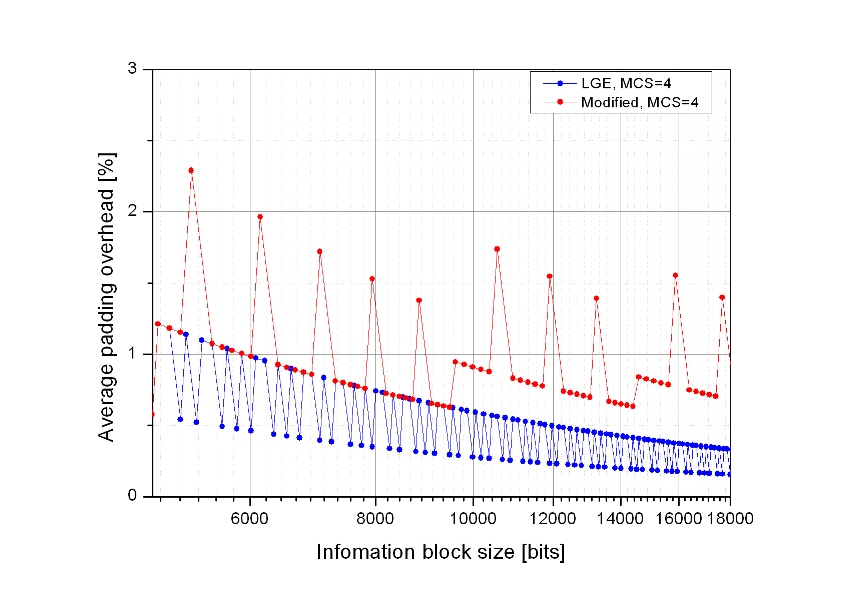 3
LGE, MCS=4
Modified, MCS=4
2
1
0
Average padding overhead [%]
6000 8000 10000 12000 14000 16000 18000
Infomation block size [bits]